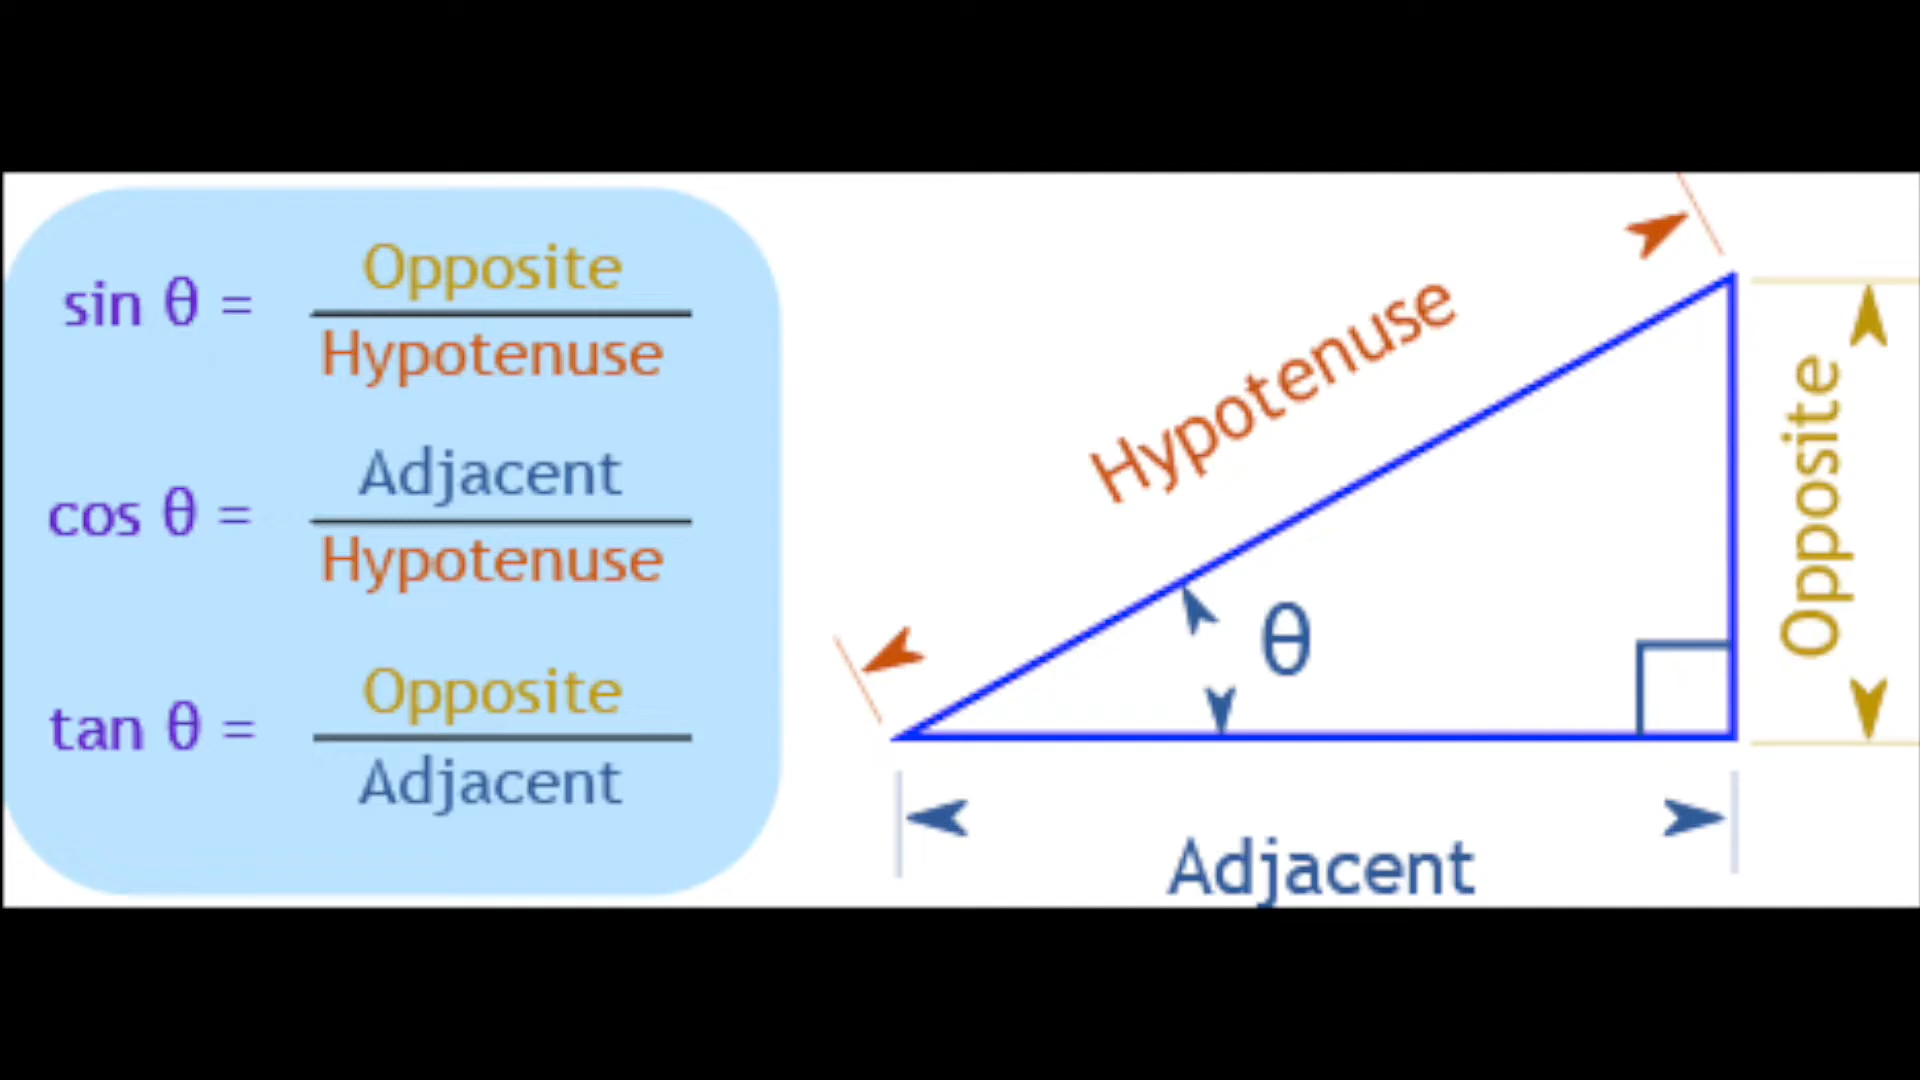 sin θ =
Opposite
Hypotenuse
cos θ =
Adjacent
Hypotenuse
tan θ =
Opposite
Adjacent
Hypotenuse
θ
Opposite
Adjacent